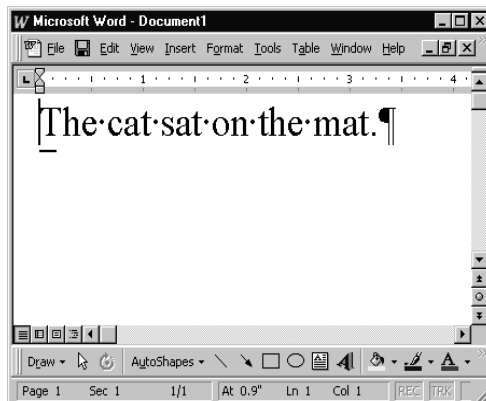 Microsoft Word - Document1
File Edit View Insert Format Tools Table Window Help
1 2 3 4
The·cat·sat·on·the·mat.¶
Draw AutoShapes A
Page 1 Sec 1 1/1 At 0.9" Ln 1 Col 1 REC TRK